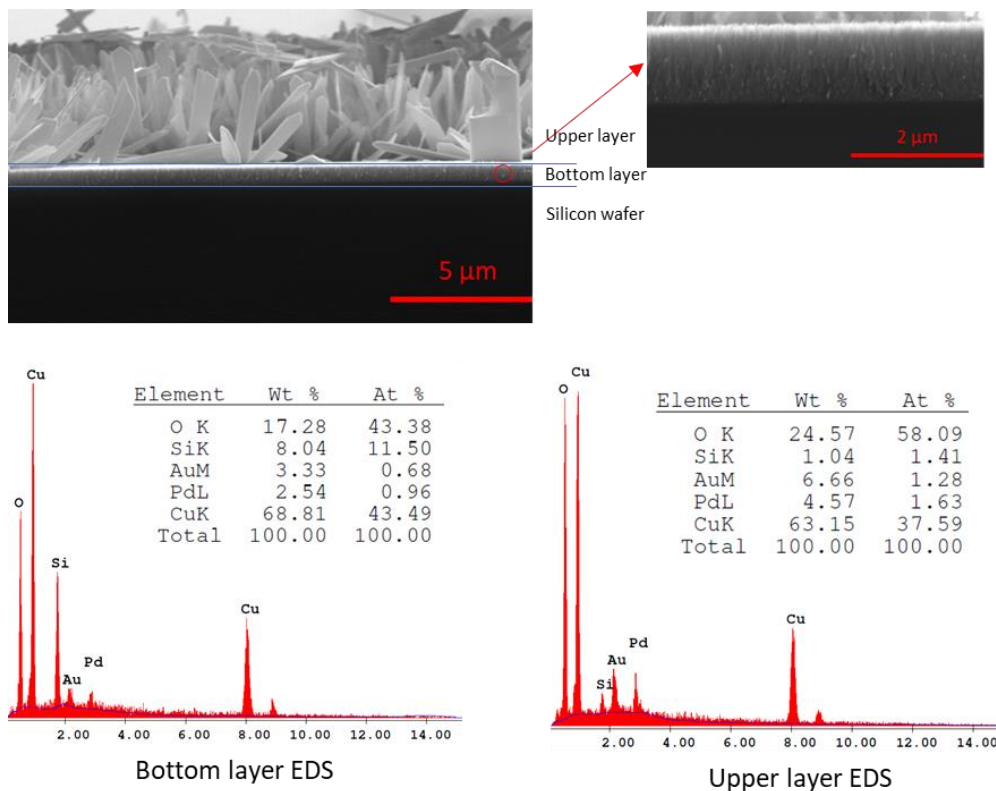 Upper layer
Bottom layer
Silicon wafer
5 µm
2 µm
Cu
O
Si
Au
Pd
Cu
Element Wt % At %
O K 17.28 43.38
SiK 8.04 11.50
AuM 3.33 0.68
PdL 2.54 0.96
CuK 68.81 43.49
Total 100.00 100.00
2.00 4.00 6.00 8.00 10.00 12.00 14.00
Bottom layer EDS
O
Cu
Si
Au
Pd
Cu
Element Wt % At %
O K 24.57 58.09
SiK 1.04 1.41
AuM 6.66 1.28
PdL 4.57 1.63
CuK 63.15 37.59
Total 100.00 100.00
2.00 4.00 6.00 8.00 10.00 12.00 14.00
Upper layer EDS